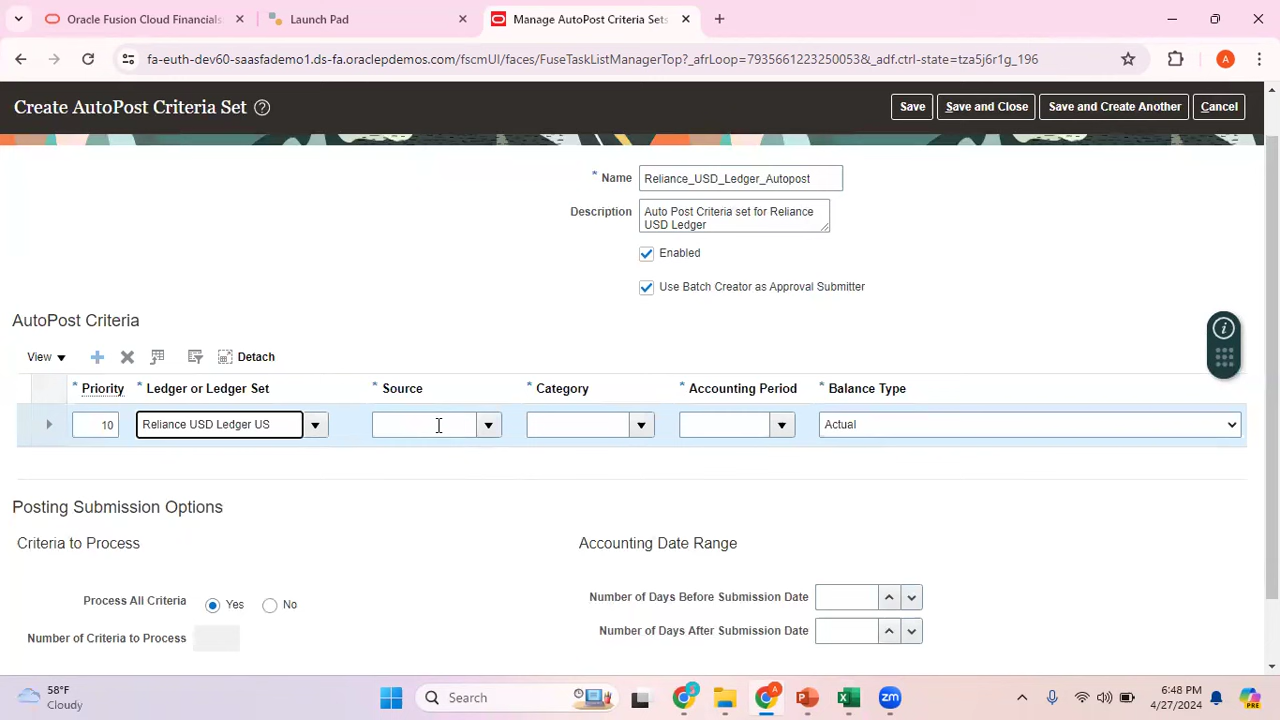 Oracle Fusion Cloud Financials
Launch Pad
Manage AutoPost Criteria Sets
fa-euth-dev60-saasfademo1.ds-fa.oraclepdemos.com/fscmUI/faces/FuseTaskListManagerTop?_afrLoop=7935661223250053&_adf.ctrl-state=tza5j6r1g_196
A
Create AutoPost Criteria Set ?
Save
Save and Close
Save and Create Another
Cancel
* Name
Reliance_USD_Ledger_Autopost
Description
Auto Post Criteria set for Reliance
USD Ledger
Enabled
Use Batch Creator as Approval Submitter
AutoPost Criteria
View
Detach
* Priority
* Ledger or Ledger Set
* Source
* Category
* Accounting Period
* Balance Type
10
Reliance USD Ledger US
Actual
Posting Submission Options
Criteria to Process
Accounting Date Range
Process All Criteria
Yes
No
Number of Days Before Submission Date
Number of Criteria to Process
Number of Days After Submission Date
58°F
Cloudy
Search
6:48 PM
4/27/2024